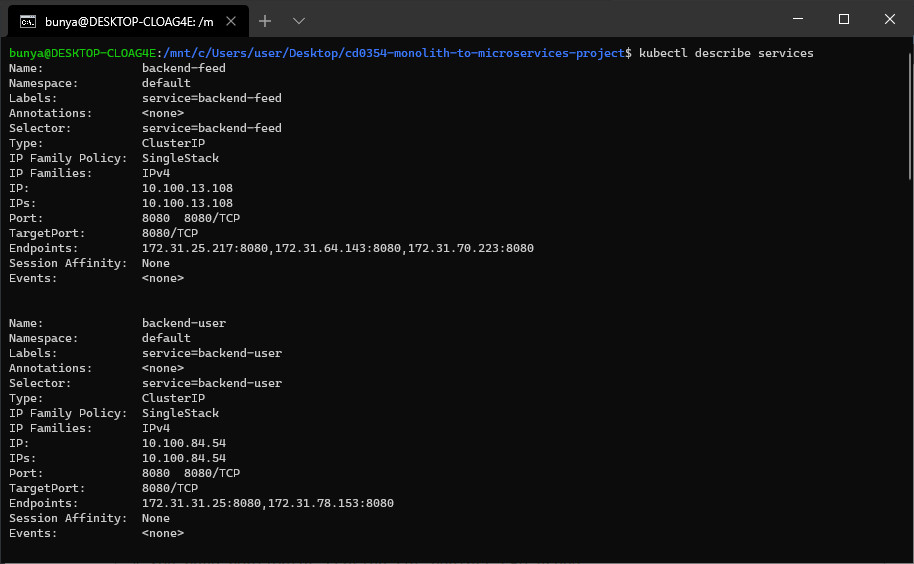 bunya@DESKTOP-CLOAG4E: /m
bunya@DESKTOP-CLOAG4E:/mnt/c/Users/user/Desktop/cd0354-monolith-to-microservices-project$ kubectl describe services
Name:              backend-feed
Namespace:         default
Labels:            service=backend-feed
Annotations:       <none>
Selector:          service=backend-feed
Type:              ClusterIP
IP Family Policy:  SingleStack
IP Families:       IPv4
IP:                10.100.13.108
IPs:               10.100.13.108
Port:              8080  8080/TCP
TargetPort:        8080/TCP
Endpoints:         172.31.25.217:8080,172.31.64.143:8080,172.31.70.223:8080
Session Affinity:  None
Events:            <none>
Name:              backend-user
Namespace:         default
Labels:            service=backend-user
Annotations:       <none>
Selector:          service=backend-user
Type:              ClusterIP
IP Family Policy:  SingleStack
IP Families:       IPv4
IP:                10.100.84.54
IPs:               10.100.84.54
Port:              8080  8080/TCP
TargetPort:        8080/TCP
Endpoints:         172.31.31.25:8080,172.31.78.153:8080
Session Affinity:  None
Events:            <none>